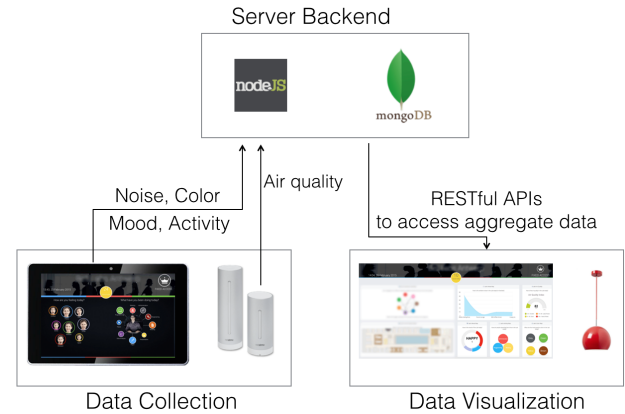 Server Backend
nodeJS
mongoDB
Noise, Color
Mood, Activity
Air quality
RESTful APIs
to access aggregate data
HAPPY
Data Collection
Data Visualization